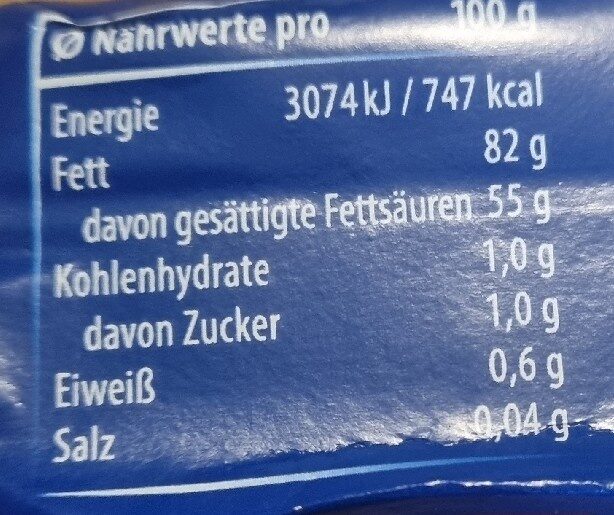 Ø Nährwerte pro 100 g
Energie 3074 kJ / 747 kcal
Fett 82 g
davon gesättigte Fettsäuren 55 g
Kohlenhydrate 1,0 g
davon Zucker 1,0 g
Eiweiß 0,6 g
Salz 0,04 g